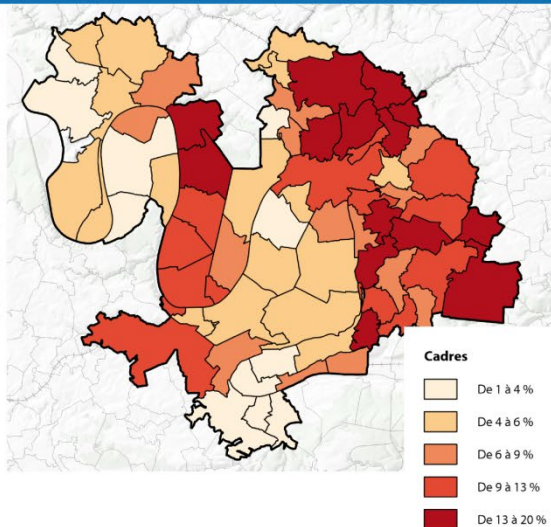 Cadres
De 1 à 4 %
De 4 à 6 %
De 6 à 9 %
De 9 à 13 %
De 13 à 20 %